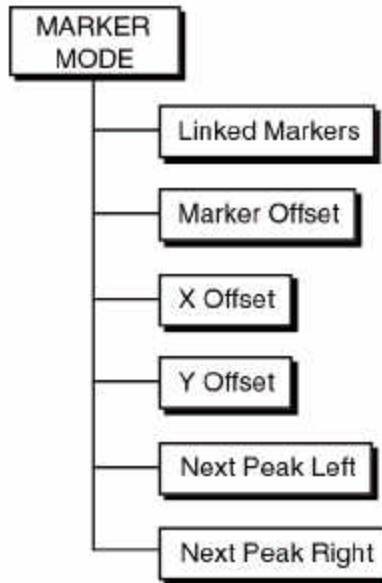 MARKER
MODE
Linked Markers
Marker Offset
X Offset
Y Offset
Next Peak Left
Next Peak Right